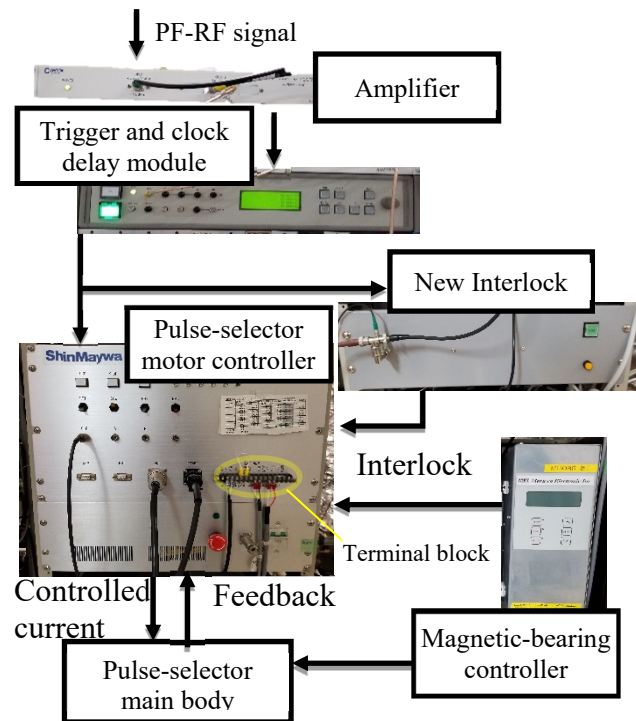 PF-RF signal
Amplifier
Trigger and clock
delay module
New Interlock
Pulse-selector
motor controller
ShinMaywa
Interlock
Terminal block
Controlled
current
Feedback
Magnetic-bearing
controller
Pulse-selector
main body